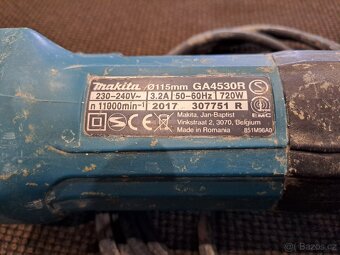 makita Ø115mm GA4530R
230-240V~ 3.2A 50-60Hz 720W
n 11000min⁻¹ 2017 307751 R
Makita, Jan-Baptist
Vinkstraat 2, 3070, Belgium
Made in Romania
EMC
851M96A0
Bazoš.cz